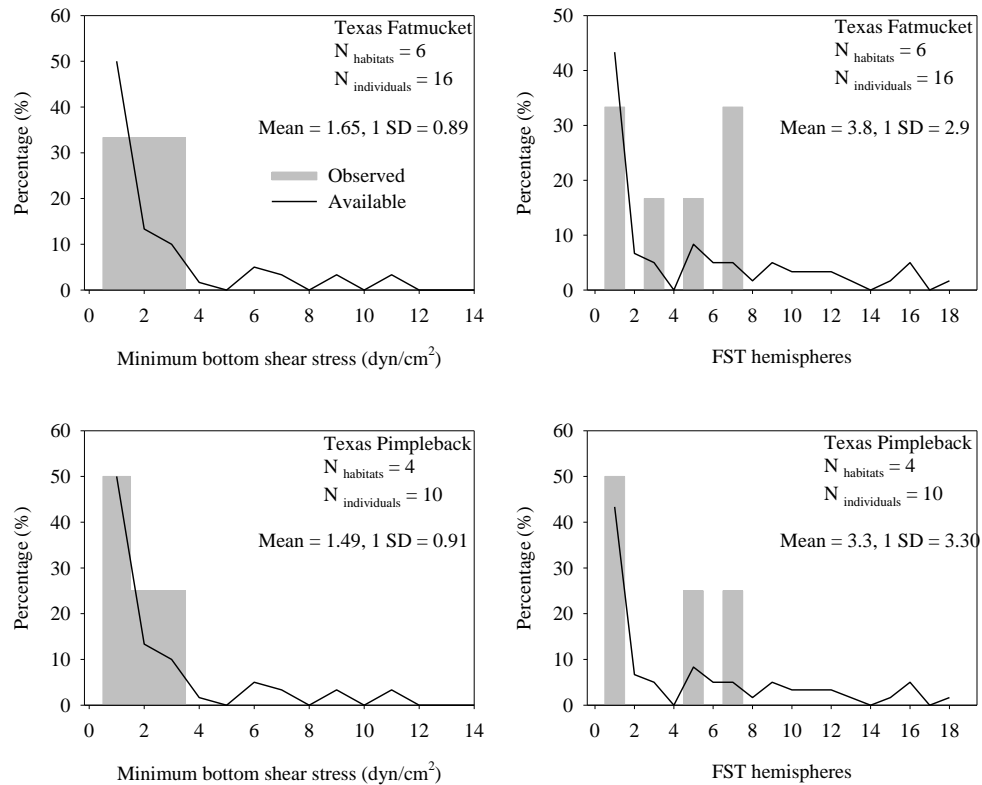 60
50
40
30
20
10
0
Percentage (%)
Texas Fatmucket
N habitats = 6
N individuals = 16
Mean = 1.65, 1 SD = 0.89
Observed
Available
0 2 4 6 8 10 12 14
Minimum bottom shear stress (dyn/cm2)
50
40
30
20
10
0
Percentage (%)
Texas Fatmucket
N habitats = 6
N individuals = 16
Mean = 3.8, 1 SD = 2.9
0 2 4 6 8 10 12 14 16 18
FST hemispheres
60
50
40
30
20
10
0
Percentage (%)
Texas Pimpleback
N habitats = 4
N individuals = 10
Mean = 1.49, 1 SD = 0.91
0 2 4 6 8 10 12 14
Minimum bottom shear stress (dyn/cm2)
60
50
40
30
20
10
0
Percentage (%)
Texas Pimpleback
N habitats = 4
N individuals = 10
Mean = 3.3, 1 SD = 3.30
0 2 4 6 8 10 12 14 16 18
FST hemispheres